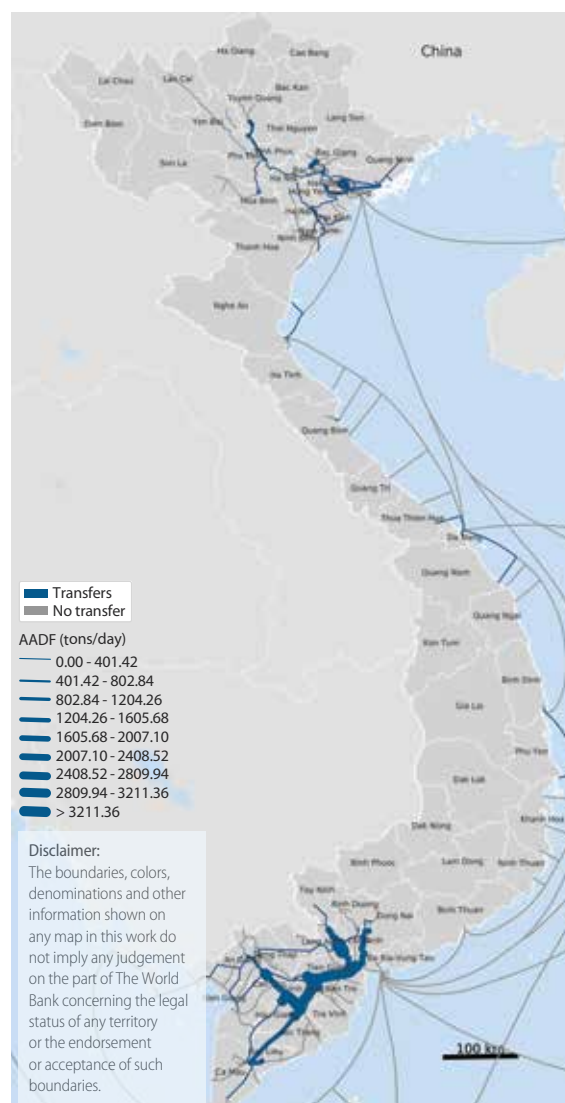 Ha Giang
Cao Bang
China
Lai Chau
Lao Cai
Bac Kan
Tuyen Quang
Dien Bien
Yen Bai
Thai Nguyen
Lang Son
Son La
Phu Tho
Bac Giang
Quang Ninh
Hoa Binh
Ninh Binh
Thanh Hoa
Nghe An
Ha Tinh
Quang Binh
Quang Tri
Thua Thien Hue
Da Nang
Quang Nam
Quang Ngai
Kon Tum
Binh Dinh
Gia Lai
Phu Yen
Dak Lak
Khanh Hoa
Dak Nong
Binh Phuoc
Lam Dong
Ninh Thuan
Tay Ninh
Binh Duong
Dong Nai
Binh Thuan
Ba Ria-Vung Tau
Ben Tre
Tra Vinh
Ca Mau
100 km
Transfers
No transfer
AADF (tons/day)
0.00 - 401.42
401.42 - 802.84
802.84 - 1204.26
1204.26 - 1605.68
1605.68 - 2007.10
2007.10 - 2408.52
2408.52 - 2809.94
2809.94 - 3211.36
> 3211.36
Disclaimer:
The boundaries, colors,
denominations and other
information shown on
any map in this work do
not imply any judgement
on the part of The World
Bank concerning the legal
status of any territory
or the endorsement
or acceptance of such
boundaries.